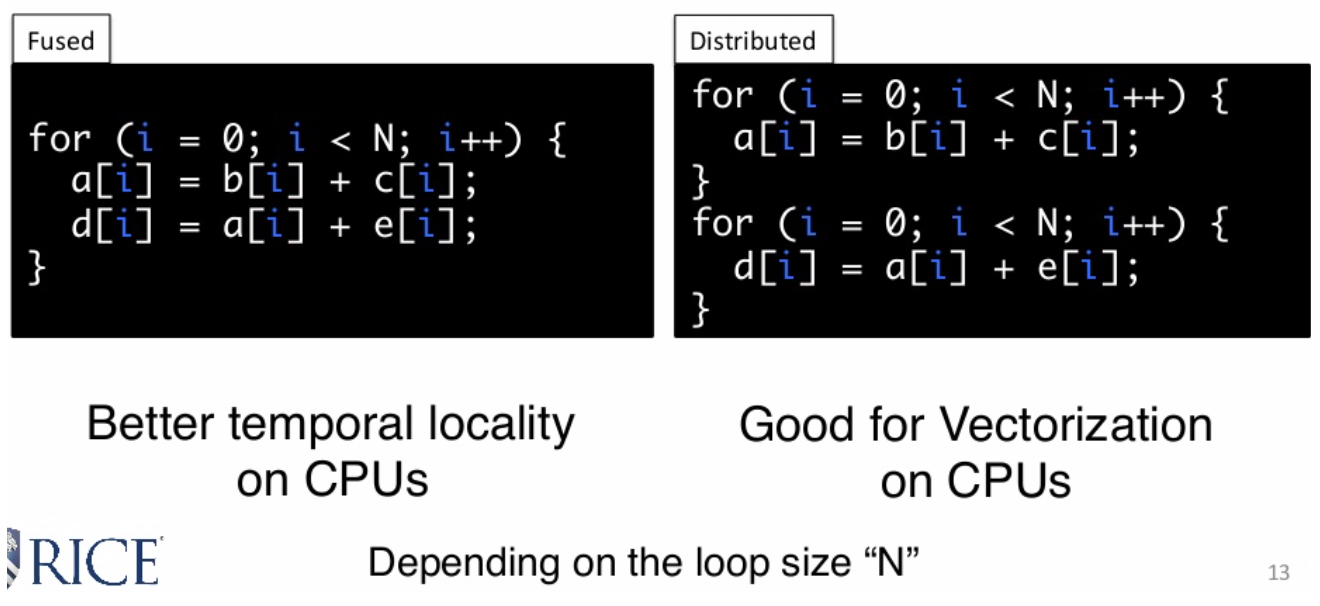 Fused
for (i = 0; i < N; i++) {
  a[i] = b[i] + c[i];
  d[i] = a[i] + e[i];
}
Better temporal locality
on CPUs
Distributed
for (i = 0; i < N; i++) {
  a[i] = b[i] + c[i];
}
for (i = 0; i < N; i++) {
  d[i] = a[i] + e[i];
}
Good for Vectorization
on CPUs
RICE
Depending on the loop size “N”
13